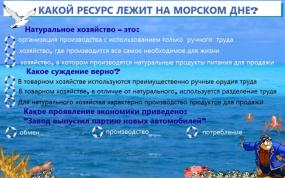 КАКОЙ РЕСУРС ЛЕЖИТ НА МОРСКОМ ДНЕ?
Натуральное хозяйство – это:
организация производства с использованием только ручного труда
хозяйство, где производится все самое необходимое для жизни
хозяйство, в котором производятся натуральные продукты питания для продажи
Какое суждение верно?
В товарном хозяйстве используются преимущественно ручные орудия труда
В товарном хозяйстве, в отличие от натурального, используется разделение труда
Для натурального хозяйства характерно производство продуктов для продажи
Какое проявление экономики приведено:
"Завод выпустил партию новых автомобилей"
обмен производство потребление